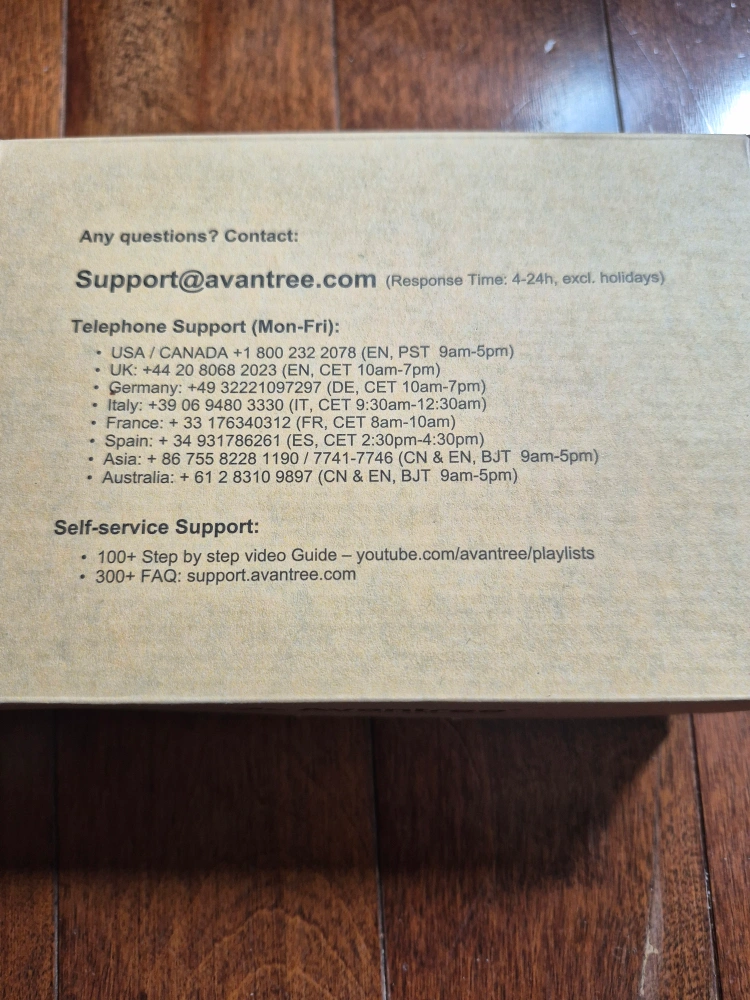 Any questions? Contact:
Support@avantree.com (Response Time: 4-24h, excl. holidays)
Telephone Support (Mon-Fri):
• USA / CANADA +1 800 232 2078 (EN, PST 9am-5pm)
• UK: +44 20 8068 2023 (EN, CET 10am-7pm)
• Germany: +49 32221097297 (DE, CET 10am-7pm)
• Italy: +39 06 9480 3330 (IT, CET 9:30am-12:30am)
• France: + 33 176340312 (FR, CET 8am-10am)
• Spain: + 34 931786261 (ES, CET 2:30pm-4:30pm)
• Asia: + 86 755 8228 1190 / 7741-7746 (CN & EN, BJT 9am-5pm)
• Australia: + 61 2 8310 9897 (CN & EN, BJT 9am-5pm)
Self-service Support:
• 100+ Step by step video Guide – youtube.com/avantree/playlists
• 300+ FAQ: support.avantree.com
Avantree